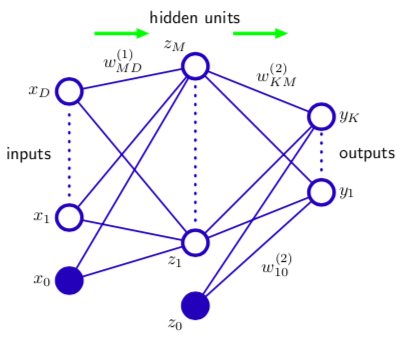 hidden units
z_M
w_{MD}^{(1)}
w_{KM}^{(2)}
x_D
y_K
inputs
outputs
y_1
x_1
z_1
w_{10}^{(2)}
x_0
z_0